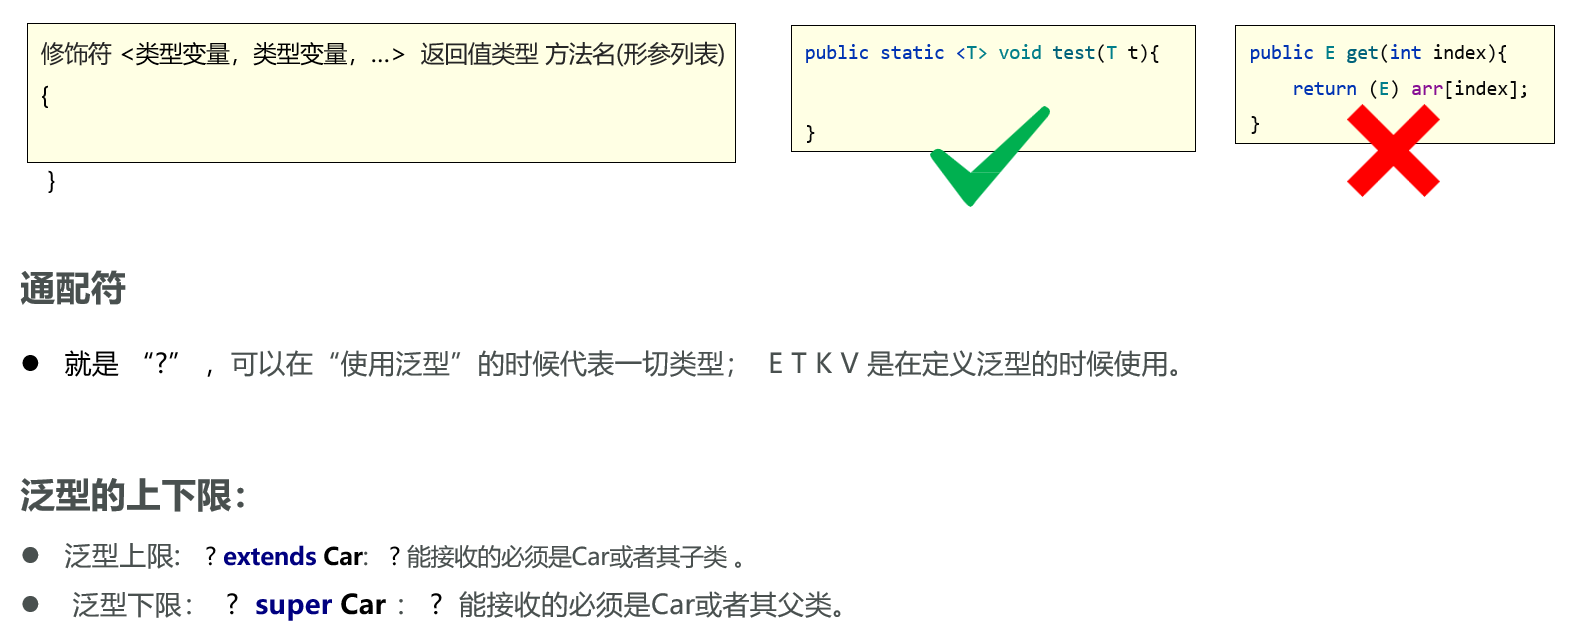 修饰符 <类型变量，类型变量，...> 返回值类型 方法名(形参列表)
{
}
public static <T> void test(T t){
}
public E get(int index){
return (E) arr[index];
}
通配符
● 就是 “?” ，可以在“使用泛型”的时候代表一切类型； E T K V 是在定义泛型的时候使用。
泛型的上下限：
● 泛型上限: ? extends Car: ? 能接收的必须是Car或者其子类 。
● 泛型下限： ? super Car ： ? 能接收的必须是Car或者其父类。